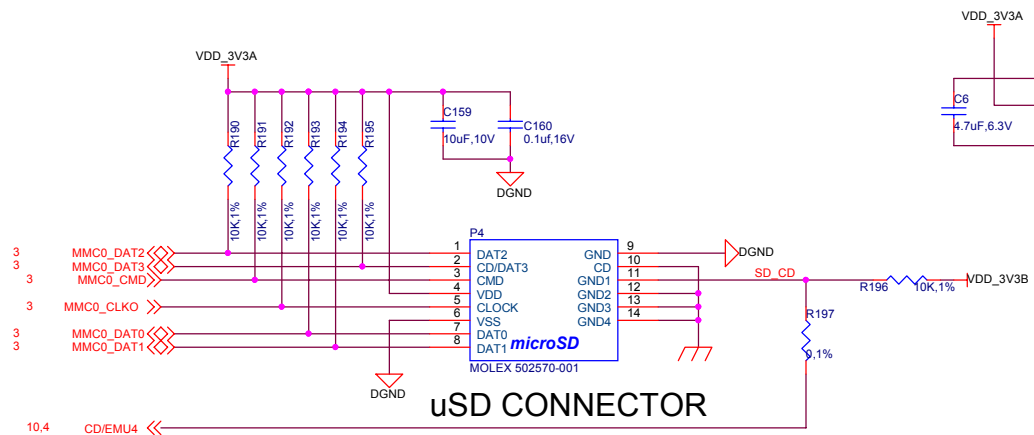 VDD_3V3A
VDD_3V3A
R190
R191
R192
R193
R194
R195
10K,1%
10K,1%
10K,1%
10K,1%
10K,1%
10K,1%
C159
10uF,10V
C160
0.1uf,16V
DGND
C6
4.7uF,6.3V
P4
3 MMC0_DAT2 1 DAT2 GND 9 DGND
3 MMC0_DAT3 2 CD/DAT3 CD 10
3 MMC0_CMD 3 CMD GND1 11 SD_CD
4 VDD GND2 12
R196 10K,1% VDD_3V3B
3 MMC0_CLKO 5 CLOCK GND3 13
6 VSS GND4 14
R197
0,1%
3 MMC0_DAT0 7 DAT0
3 MMC0_DAT1 8 DAT1
microSD
MOLEX 502570-001
DGND
uSD CONNECTOR
10,4 CD/EMU4